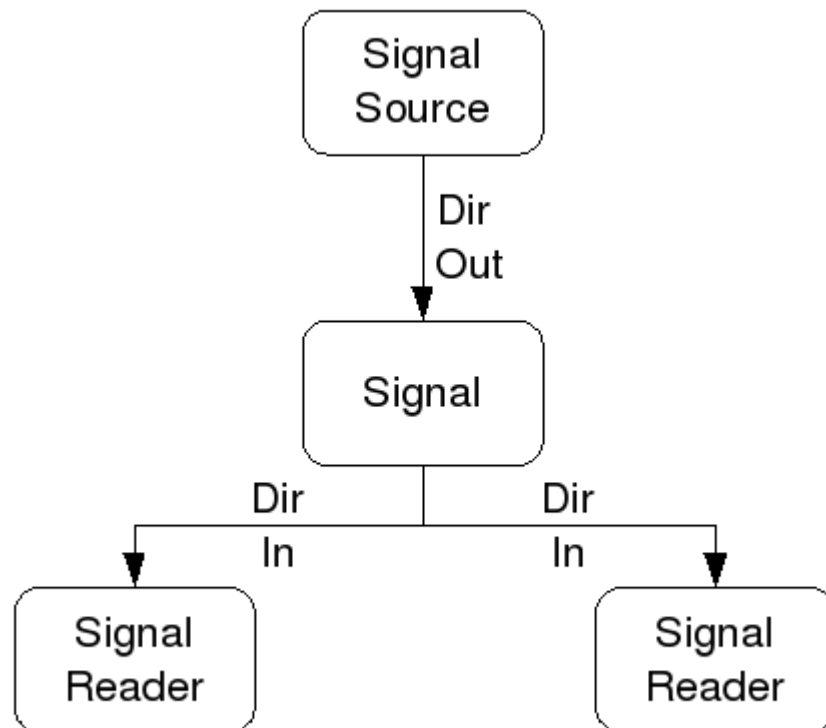 Signal
Source
Dir
Out
Signal
Dir
In
Dir
In
Signal
Reader
Signal
Reader